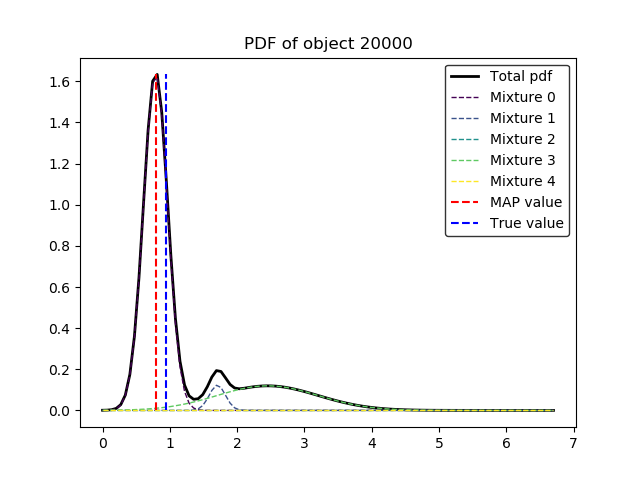 PDF of object 20000
Total pdf
Mixture 0
Mixture 1
Mixture 2
Mixture 3
Mixture 4
MAP value
True value
1.6
1.4
1.2
1.0
0.8
0.6
0.4
0.2
0.0
0 1 2 3 4 5 6 7